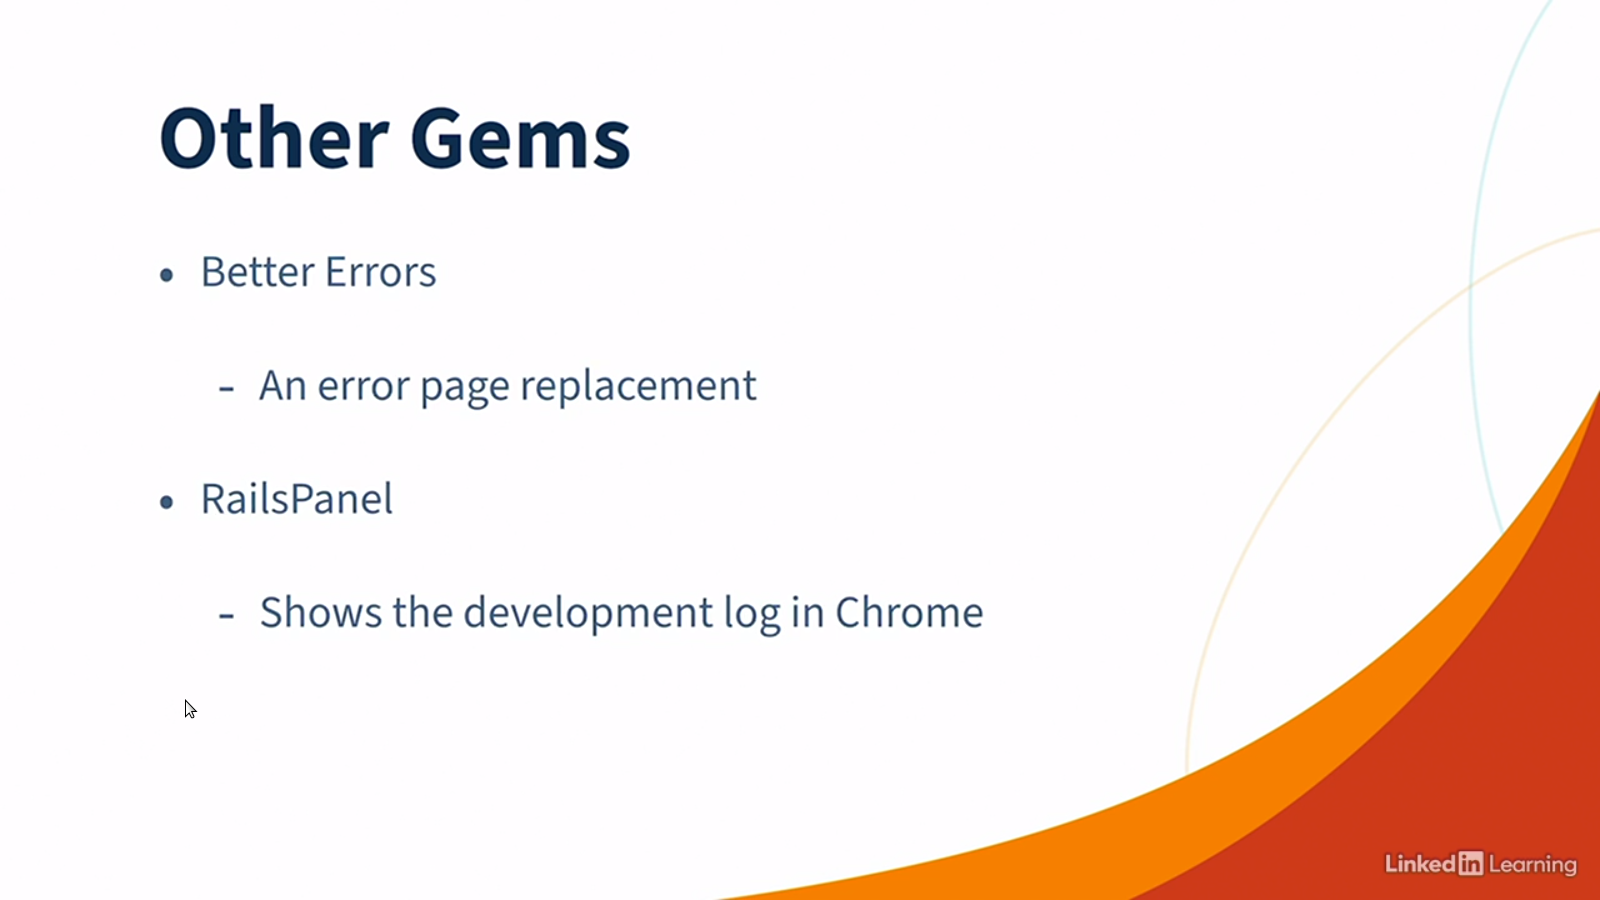 Other Gems
• Better Errors
- An error page replacement
• RailsPanel
- Shows the development log in Chrome
LinkedIn Learning